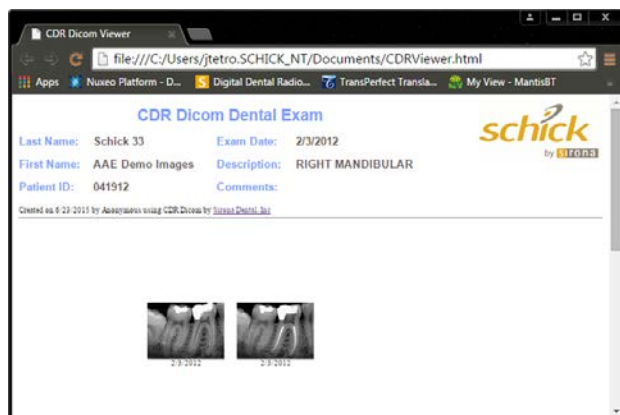 CDR Dicom Viewer
file:///C:/Users/jtetro.SCHICK_NT/Documents/CDRViewer.html
Apps Nuxeo Platform - D... Digital Dental Radio... TransPerfect Transla... My View - MantisBT
CDR Dicom Dental Exam
schick
by sirona
Last Name: Schick 33 Exam Date: 2/3/2012
First Name: AAE Demo Images Description: RIGHT MANDIBULAR
Patient ID: 041912 Comments:
Created on 6/23/2015 by Anonymous using CDR Dicom by Sirona Dental, Inc
2/3/2012 2/3/2012